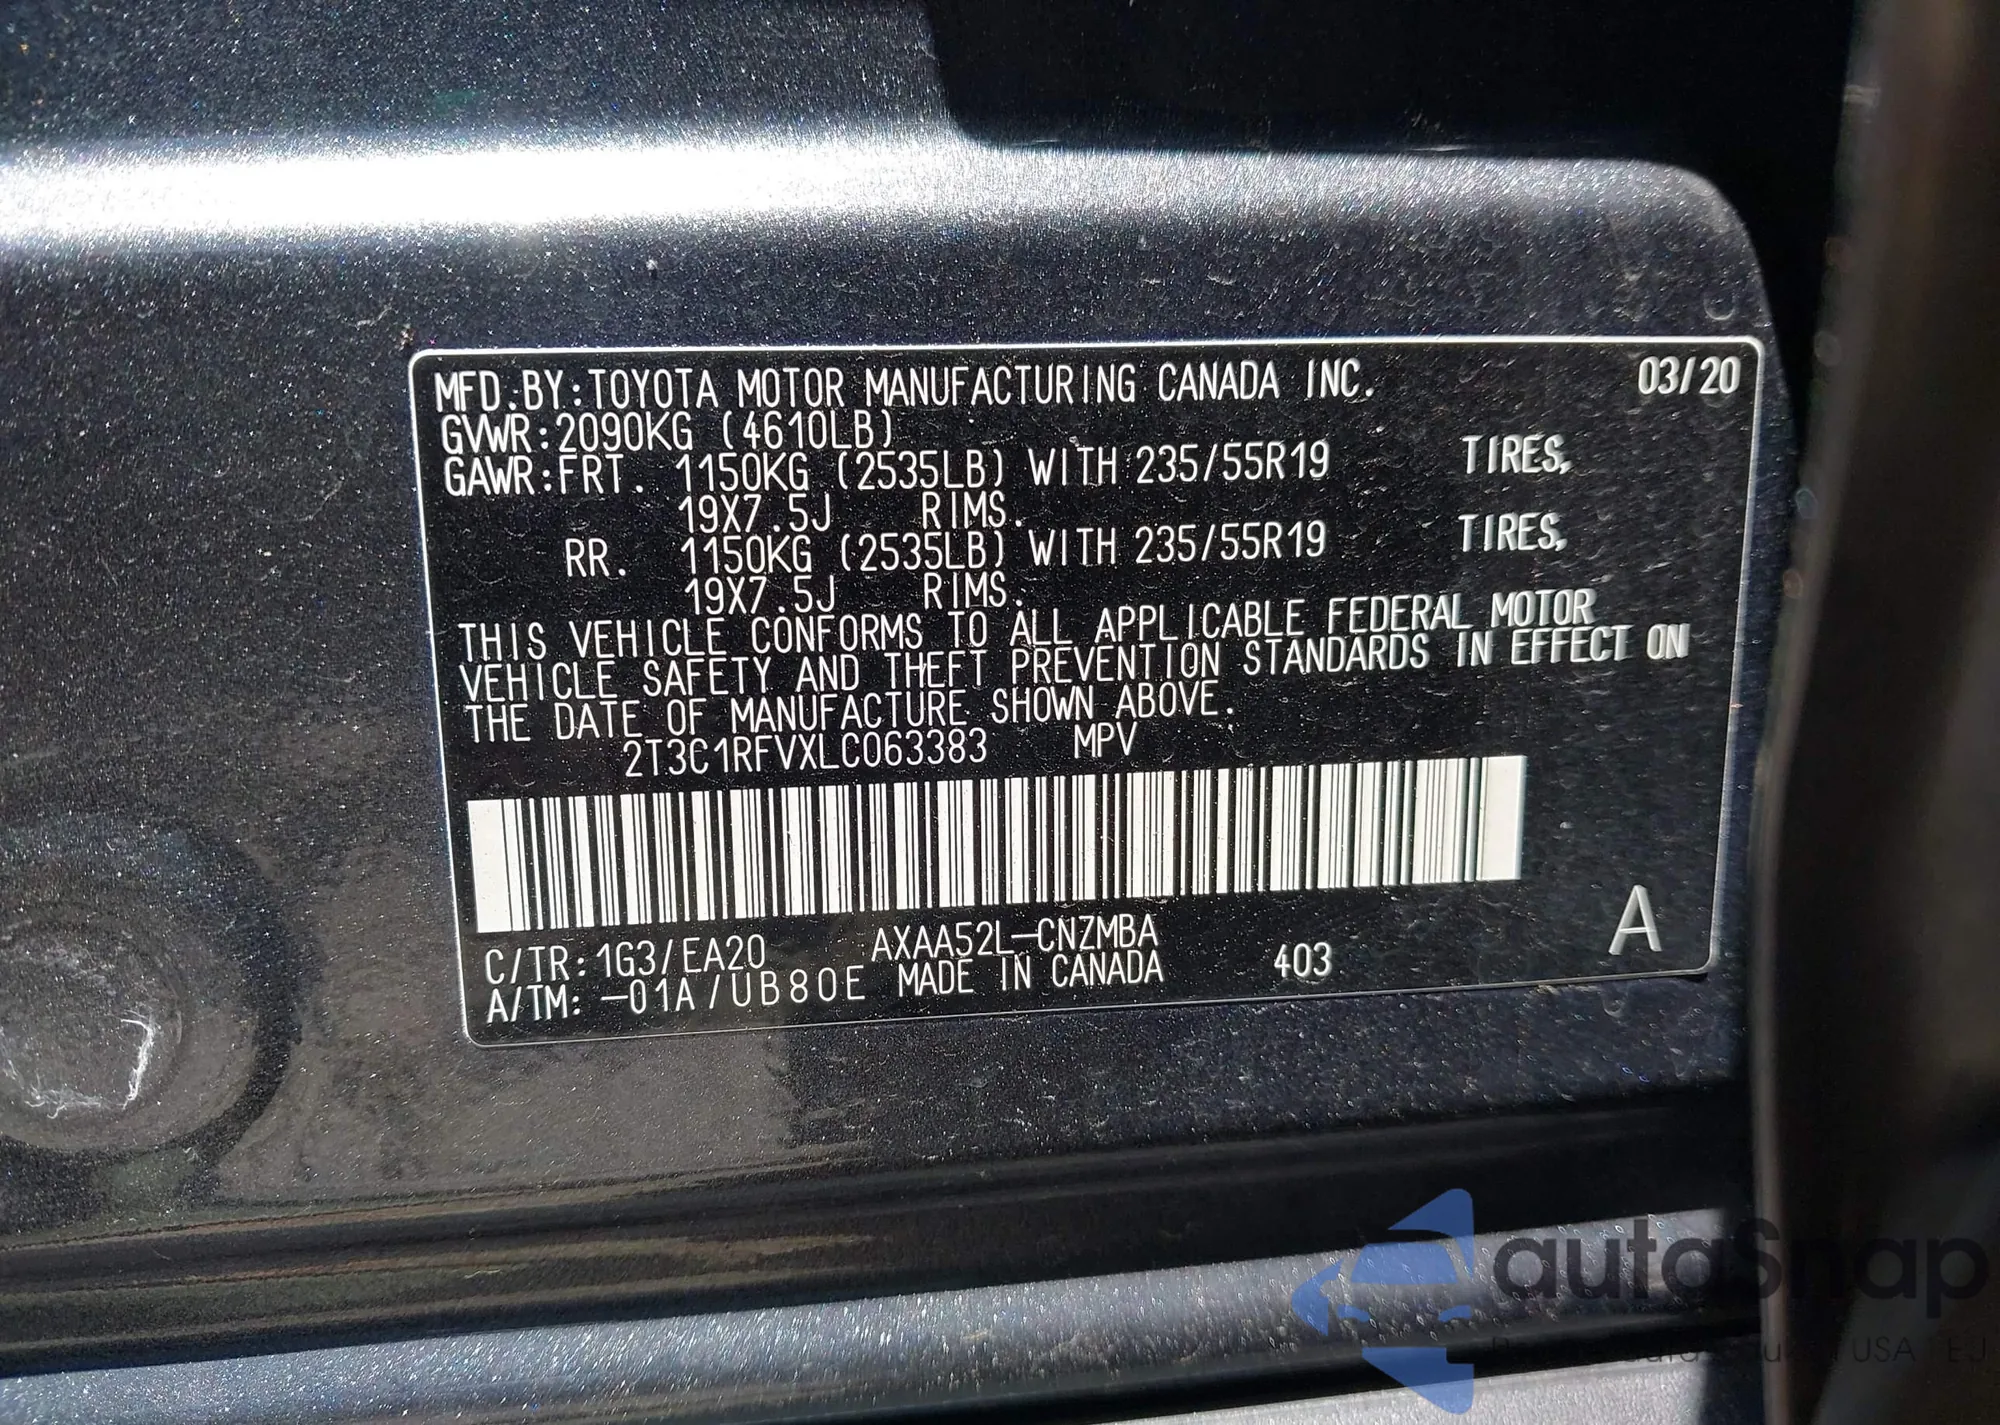 MFD.BY:TOYOTA MOTOR MANUFACTURING CANADA INC. 03/20
GVWR:2090KG (4610LB)
GAWR:FRT. 1150KG (2535LB) WITH 235/55R19 TIRES,
19X7.5J RIMS.
RR. 1150KG (2535LB) WITH 235/55R19 TIRES,
19X7.5J RIMS.
THIS VEHICLE CONFORMS TO ALL APPLICABLE FEDERAL MOTOR
VEHICLE SAFETY AND THEFT PREVENTION STANDARDS IN EFFECT ON
THE DATE OF MANUFACTURE SHOWN ABOVE.
2T3C1RFVXLC063383 MPV
C/TR:1G3/EA20 AXAA52L-CNZMBA
A/TM: -01A/UB80E MADE IN CANADA 403
A
autaSnap
USA